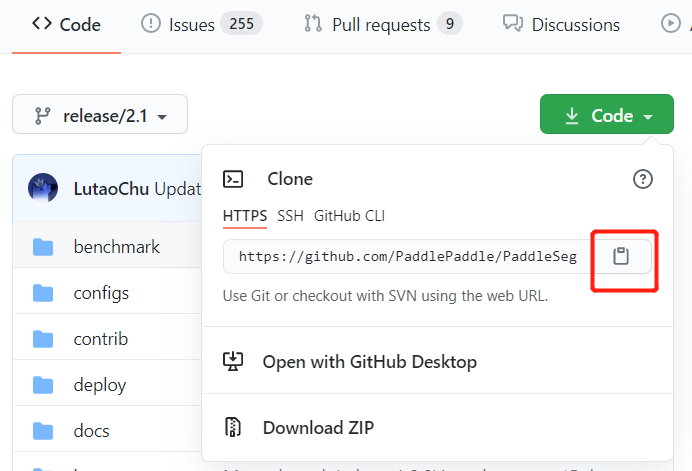 Code Issues 255 Pull requests 9 Discussions
release/2.1 Code
LutaoChu Updat
Clone
HTTPS SSH GitHub CLI
https://github.com/PaddlePaddle/PaddleSeg
Use Git or checkout with SVN using the web URL.
Open with GitHub Desktop
Download ZIP
benchmark
configs
contrib
deploy
docs